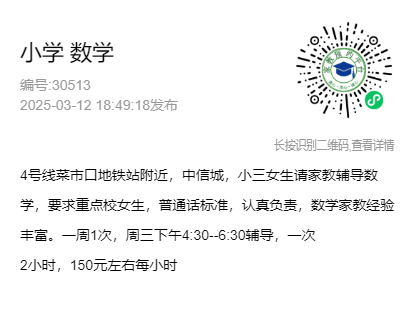 小学 数学
编号:30513
2025-03-12 18:49:18发布
长按识别二维码,查看详情
4号线菜市口地铁站附近，中信城，小三女生请家教辅导数
学，要求重点校女生，普通话标准，认真负责，数学家教经验
丰富。一周1次，周三下午4:30--6:30辅导，一次
2小时，150元左右每小时